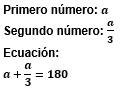 Primero número: a
Segundo número: a/3
Ecuación:
a + a/3 = 180